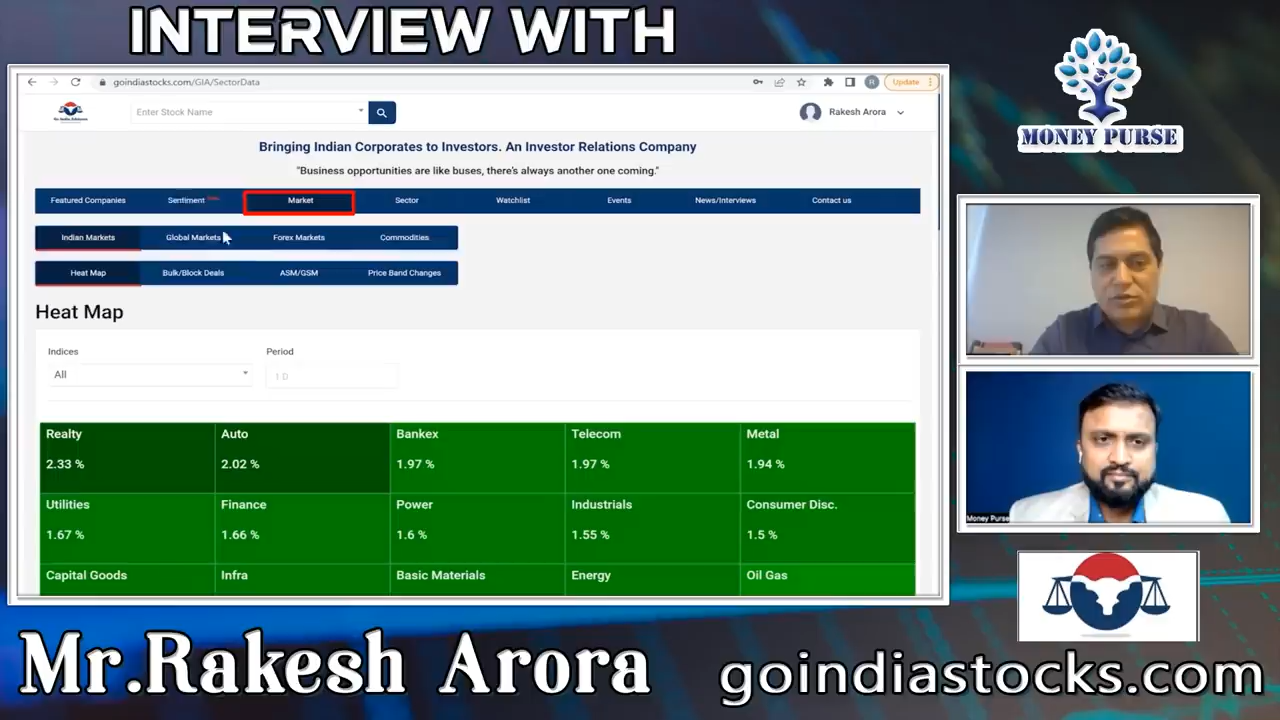 INTERVIEW WITH
goindiastocks.com/GIA/SectorData
R
Update
Enter Stock Name
Rakesh Arora
Bringing Indian Corporates to Investors. An Investor Relations Company
"Business opportunities are like buses, there's always another one coming."
Featured Companies Sentiment Market Sector Watchlist Events News/Interviews Contact us
Indian Markets Global Markets Forex Markets Commodities
Heat Map Bulk/Block Deals ASM/GSM Price Band Changes
Heat Map
Indices Period
All 1 D
Realty Auto Bankex Telecom Metal
2.33 % 2.02 % 1.97 % 1.97 % 1.94 %
Utilities Finance Power Industrials Consumer Disc.
1.67 % 1.66 % 1.6 % 1.55 % 1.5 %
Capital Goods Infra Basic Materials Energy Oil Gas
MONEY PURSE
Money Purse
Mr.Rakesh Arora
goindiastocks.com